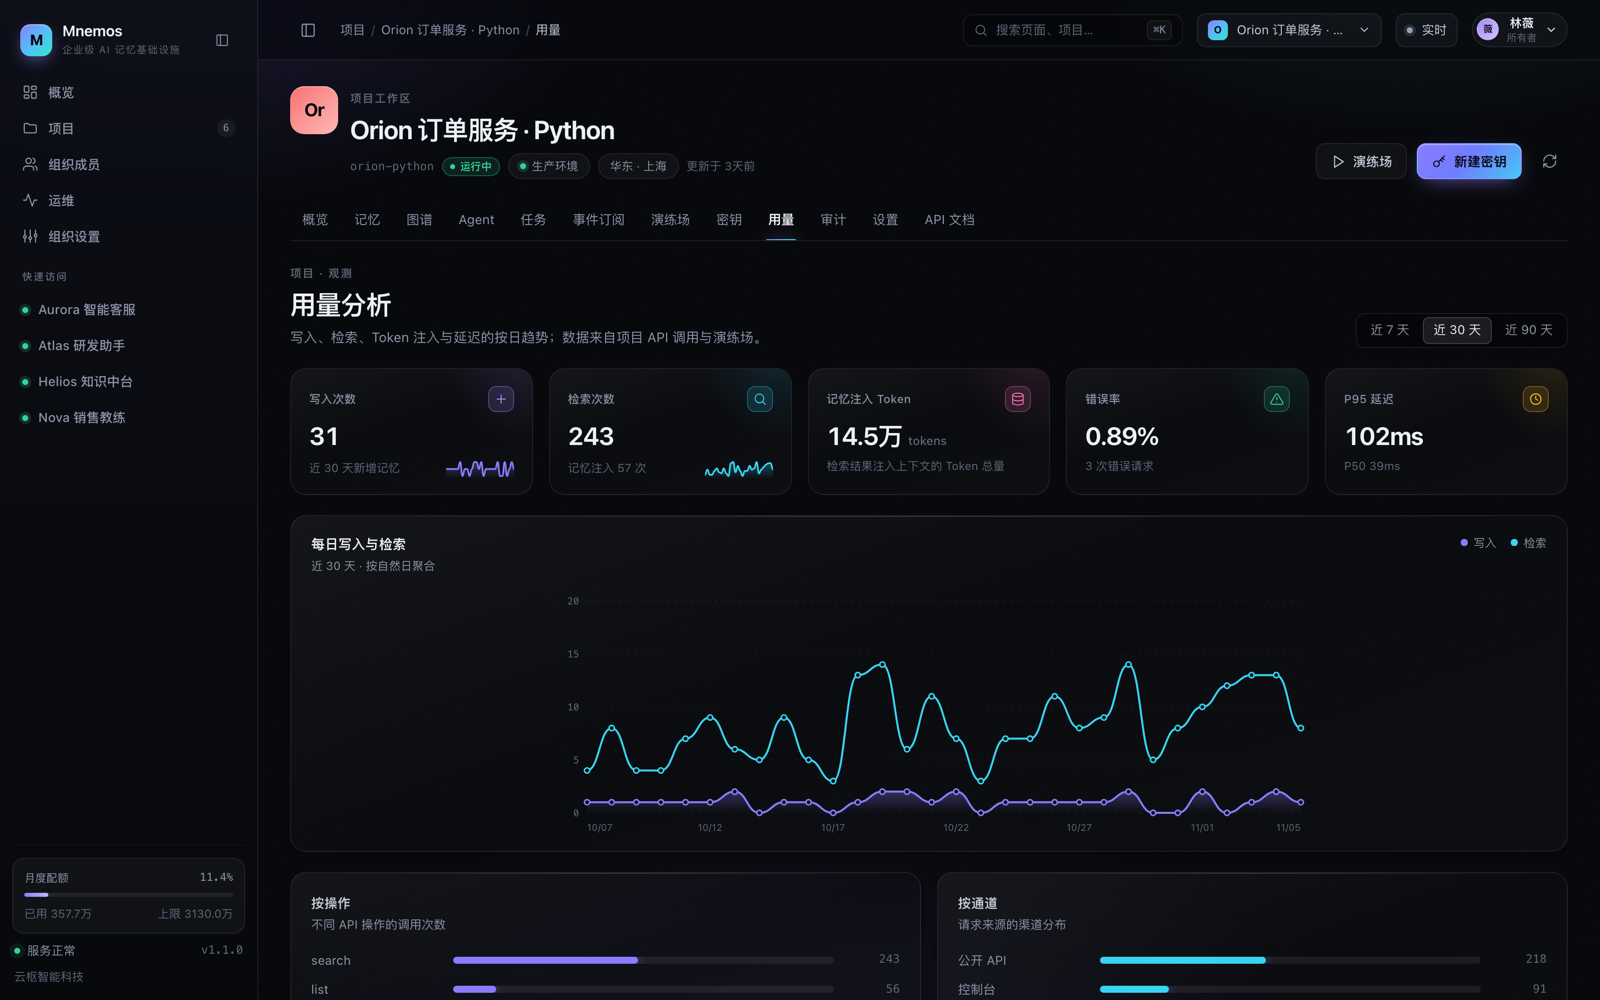 M
Mnemos
企业级 AI 记忆基础设施
概览
项目 6
组织成员
运维
组织设置
快速访问
Aurora 智能客服
Atlas 研发助手
Helios 知识中台
Nova 销售教练
月度配额 11.4%
已用 357.7万 上限 3130.0万
服务正常 v1.1.0
云枢智能科技
项目 / Orion 订单服务 · Python / 用量
搜索页面、项目... ⌘K
O Orion 订单服务 · ...
实时
薇 林薇
所有者
Or
项目工作区
Orion 订单服务 · Python
orion-python 运行中 生产环境 华东 · 上海 更新于 3天前
演练场 新建密钥
概览 记忆 图谱 Agent 任务 事件订阅 演练场 密钥 用量 审计 设置 API 文档
项目 · 观测
用量分析
写入、检索、Token 注入与延迟的按日趋势；数据来自项目 API 调用与演练场。
近 7 天 近 30 天 近 90 天
写入次数
31
近 30 天新增记忆
检索次数
243
记忆注入 57 次
记忆注入 Token
14.5万 tokens
检索结果注入上下文的 Token 总量
错误率
0.89%
3 次错误请求
P95 延迟
102ms
P50 39ms
每日写入与检索
近 30 天 · 按自然日聚合
写入 检索
20
15
10
5
0
10/07 10/12 10/17 10/22 10/27 11/01 11/05
按操作
不同 API 操作的调用次数
search 243
list 56
按通道
请求来源的渠道分布
公开 API 218
控制台 91